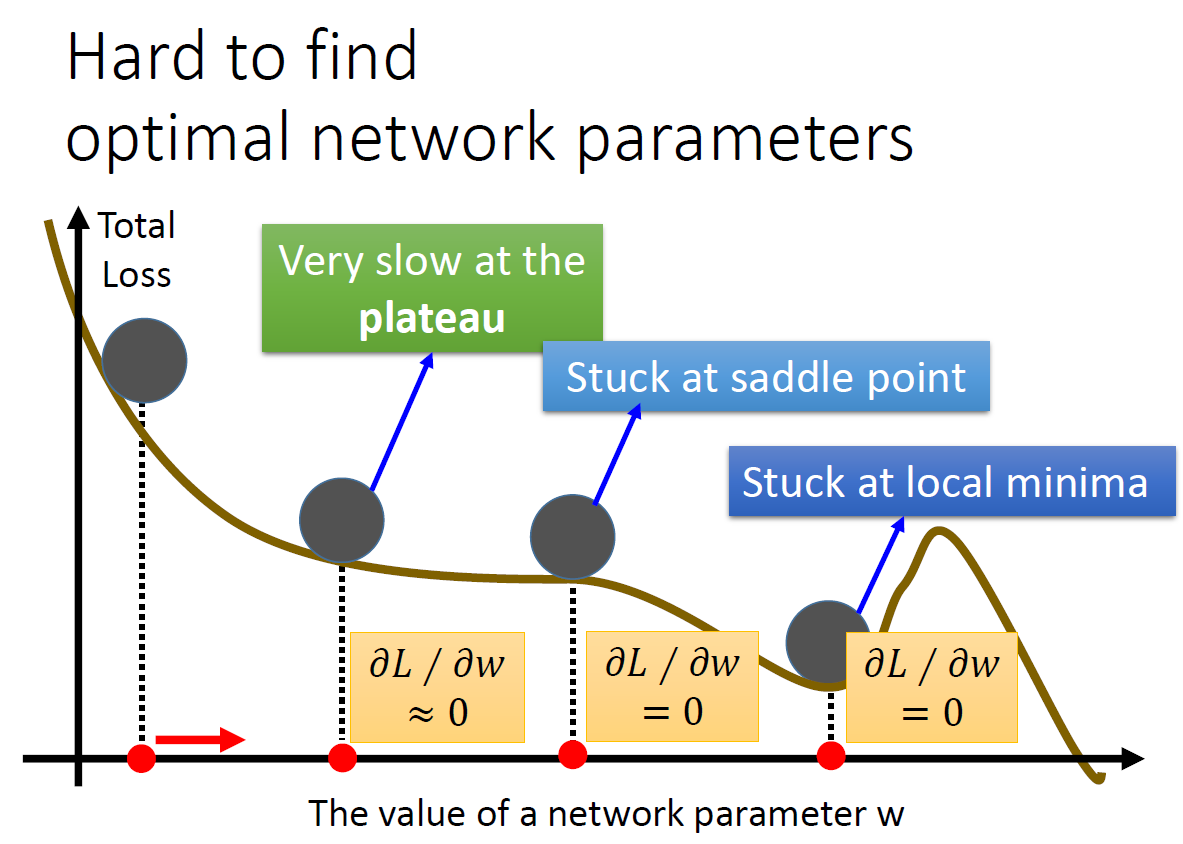 Hard to find
optimal network parameters
Total
Loss
Very slow at the
plateau
Stuck at saddle point
Stuck at local minima
∂L / ∂w
≈ 0
∂L / ∂w
= 0
∂L / ∂w
= 0
The value of a network parameter w